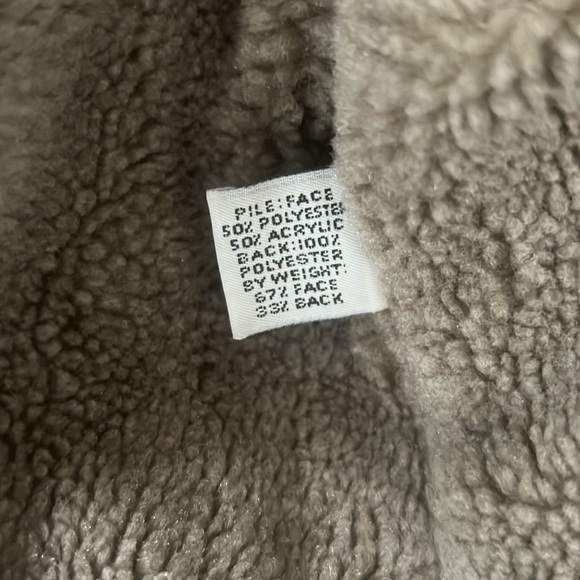 PILE:FACE
50% POLYESTER
50% ACRYLIC
BACK:100%
POLYESTER
BY WEIGHT:
67% FACE
33% BACK